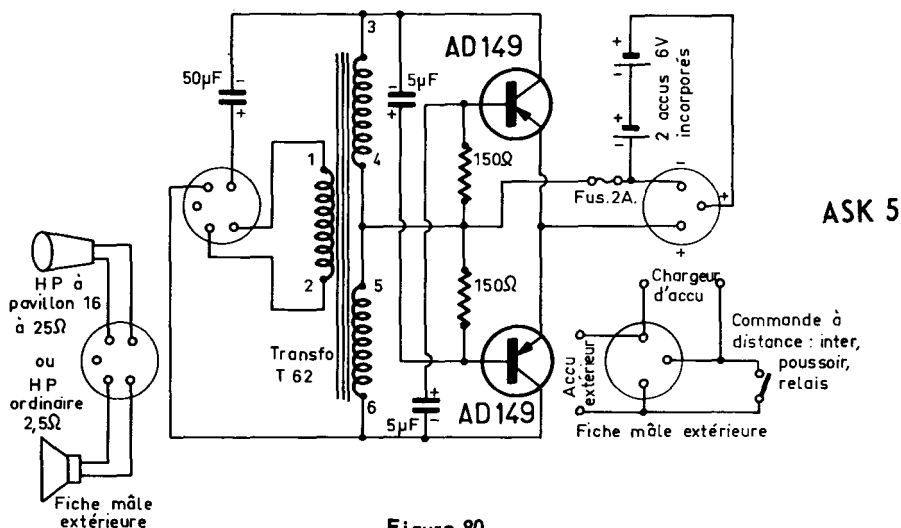 3
AD149
50µF
-
+
5µF
-
+
1
2
4
150Ω
5
150Ω
Transfo
T 62
6
5µF
+
-
AD149
+
-
+
-
2 accus 6V
incorporés
Fus.2A.
-
+
+
ASK 5
HP à
pavillon 16
à 25Ω
ou
HP
ordinaire
2,5Ω
Fiche mâle
extérieure
Chargeur
d'accu
Accu
extérieur
Commande à
distance : inter,
poussoir,
relais
Fiche mâle extérieure
Figure 80